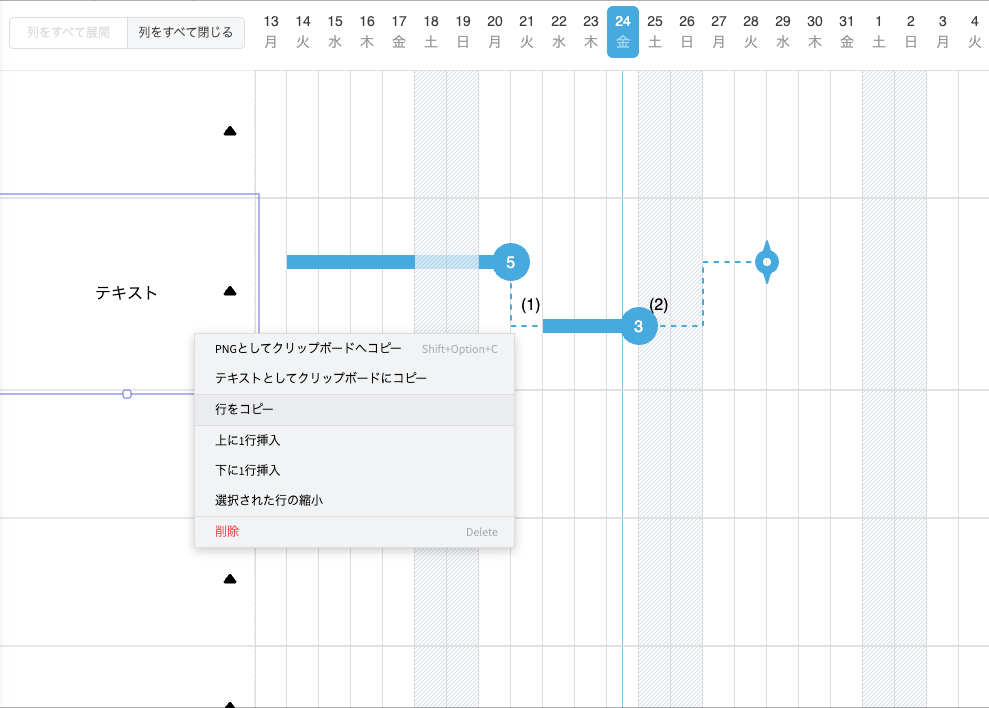 列をすべて展開 列をすべて閉じる
13 14 15 16 17 18 19 20 21 22 23 24 25 26 27 28 29 30 31 1 2 3 4
月 火 水 木 金 土 日 月 火 水 木 金 土 日 月 火 水 木 金 土 日 月 火
5
テキスト
(1) (2)
3
PNGとしてクリップボードへコピー Shift+Option+C
テキストとしてクリップボードにコピー
行をコピー
上に1行挿入
下に1行挿入
選択された行の縮小
削除 Delete